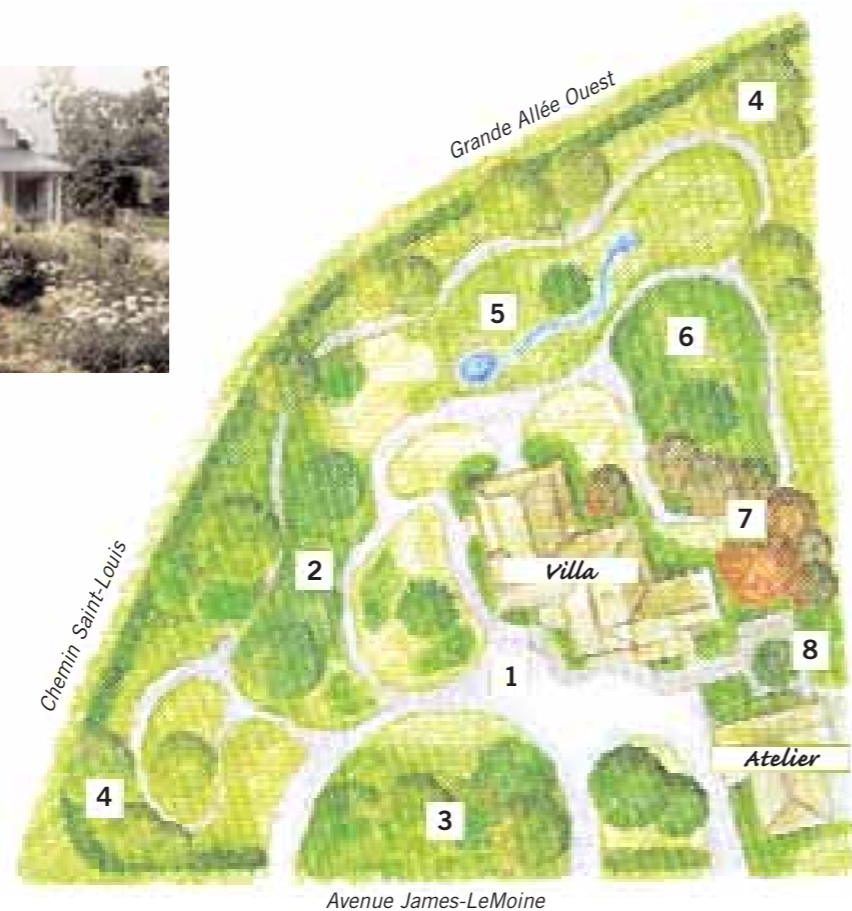 Grande Allée Ouest
4
5
6
7
Villa
2
8
1
Chemin Saint-Louis
Atelier
4
3
Avenue James-LeMoine